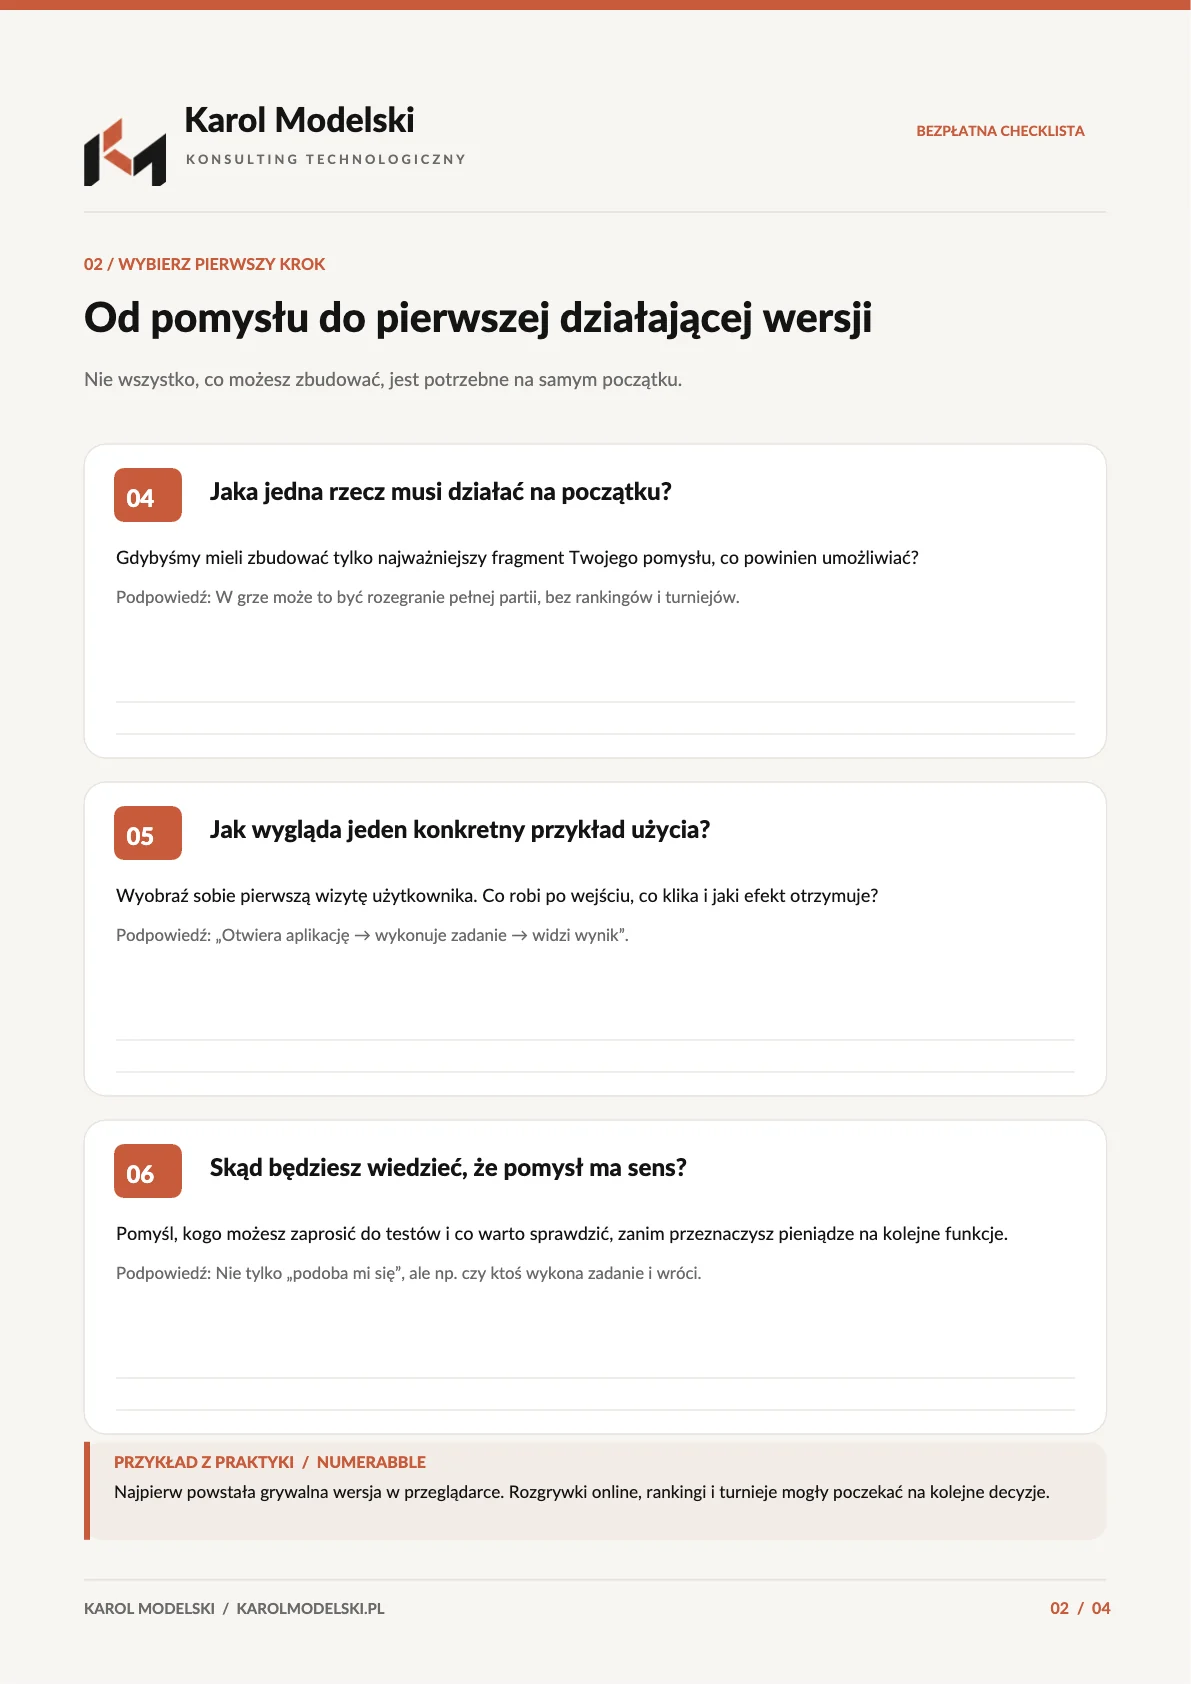 Karol Modelski
KONSULTING TECHNOLOGICZNY
BEZPŁATNA CHECKLISTA
02 / WYBIERZ PIERWSZY KROK
Od pomysłu do pierwszej działającej wersji
Nie wszystko, co możesz zbudować, jest potrzebne na samym początku.
04
Jaka jedna rzecz musi działać na początku?
Gdybyśmy mieli zbudować tylko najważniejszy fragment Twojego pomysłu, co powinien umożliwiać?
Podpowiedź: W grze może to być rozegranie pełnej partii, bez rankingów i turniejów.
05
Jak wygląda jeden konkretny przykład użycia?
Wyobraź sobie pierwszą wizytę użytkownika. Co robi po wejściu, co klika i jaki efekt otrzymuje?
Podpowiedź: „Otwiera aplikację → wykonuje zadanie → widzi wynik”.
06
Skąd będziesz wiedzieć, że pomysł ma sens?
Pomyśl, kogo możesz zaprosić do testów i co warto sprawdzić, zanim przeznaczysz pieniądze na kolejne funkcje.
Podpowiedź: Nie tylko „podoba mi się”, ale np. czy ktoś wykona zadanie i wróci.
PRZYKŁAD Z PRAKTYKI / NUMERABBLE
Najpierw powstała grywalna wersja w przeglądarce. Rozgrywki online, rankingi i turnieje mogły poczekać na kolejne decyzje.
KAROL MODELSKI / KAROLMODELSKI.PL
02 / 04